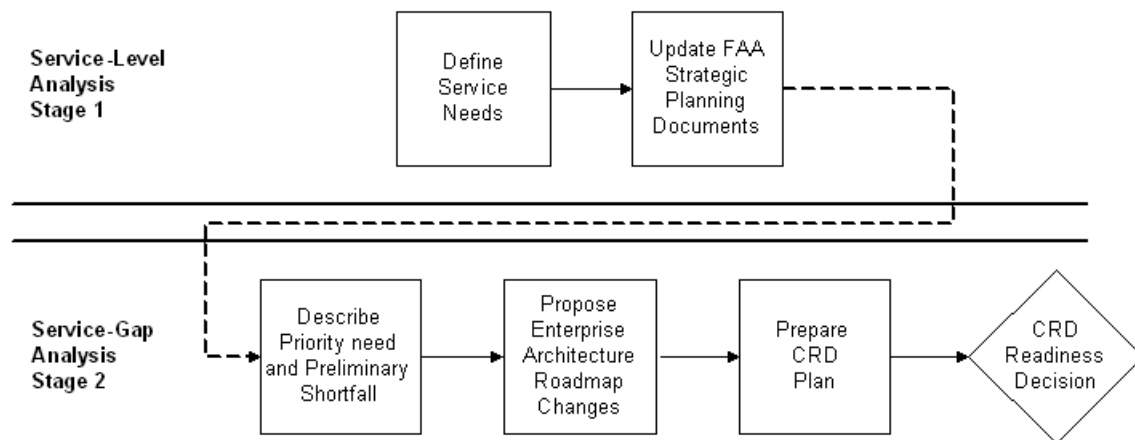 Service-Level
Analysis
Stage 1
Define
Service
Needs
Update FAA
Strategic
Planning
Documents
Service-Gap
Analysis
Stage 2
Describe
Priority need
and Preliminary
Shortfall
Propose
Enterprise
Architecture
Roadmap
Changes
Prepare
CRD
Plan
CRD
Readiness
Decision